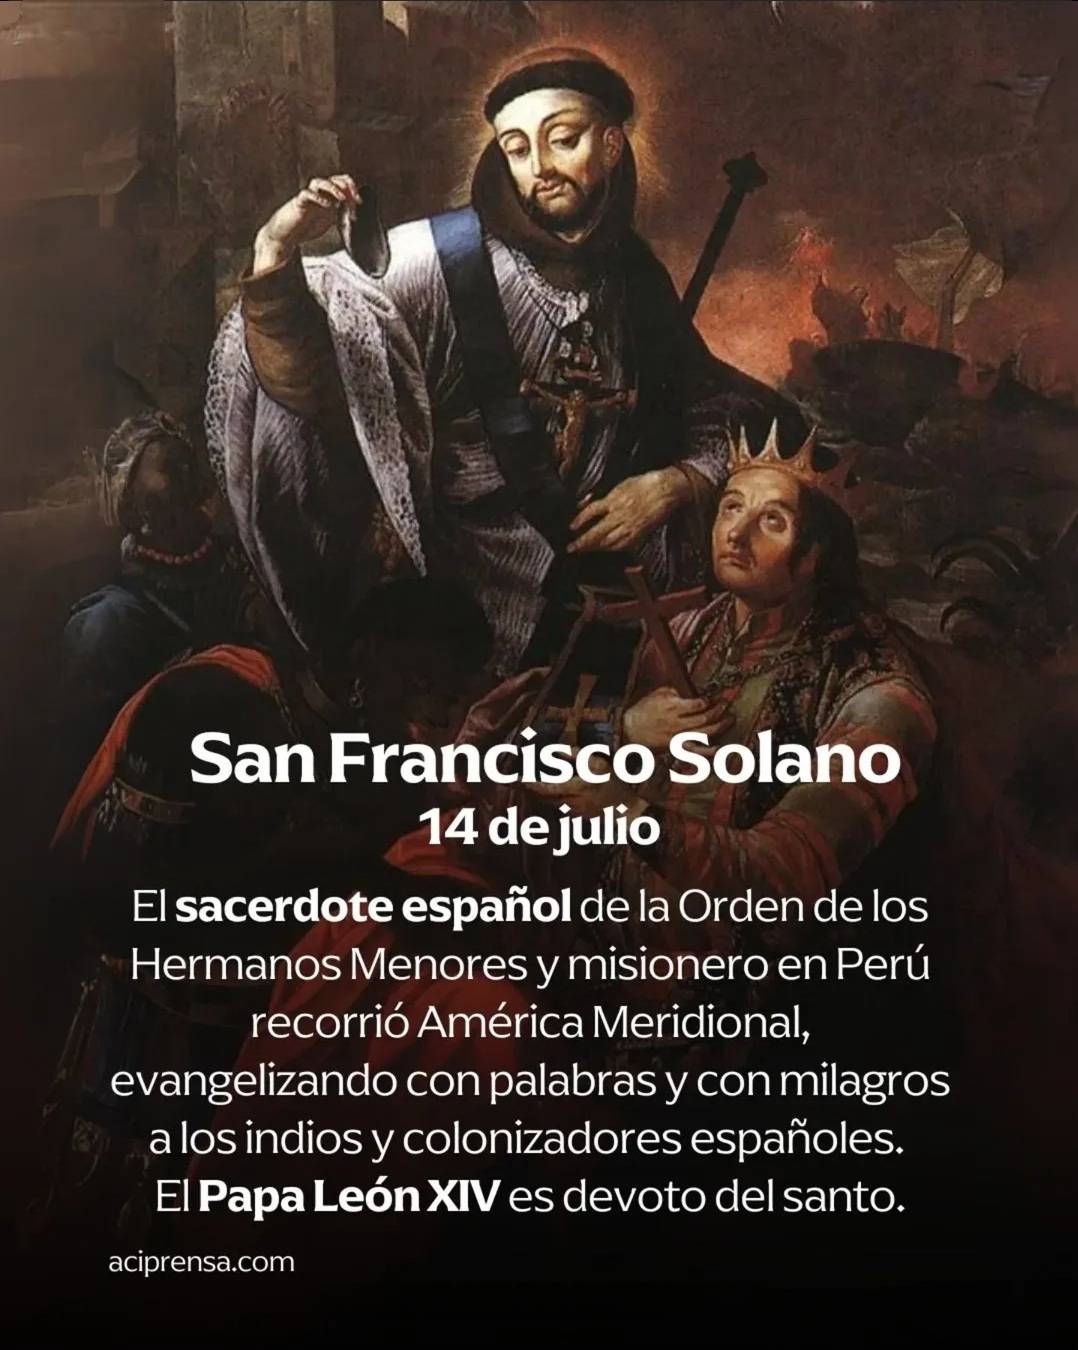 San Francisco Solano
14 de julio
El sacerdote español de la Orden de los
Hermanos Menores y misionero en Perú
recorrió América Meridional,
evangelizando con palabras y con milagros
a los indios y colonizadores españoles.
El Papa León XIV es devoto del santo.
aciprensa.com